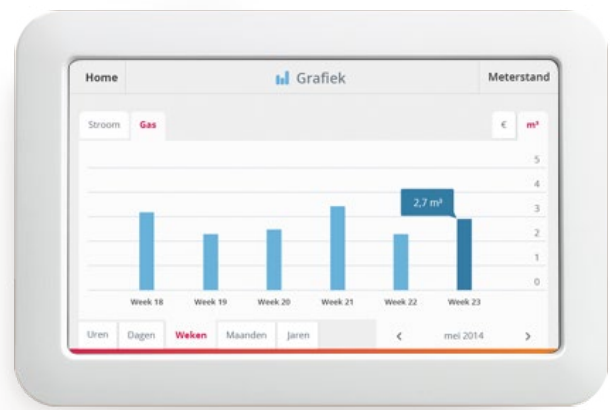 Home Grafiek Meterstand
Stroom Gas € m³
5
4
3
2,7 m³
2
1
0
Week 18 Week 19 Week 20 Week 21 Week 22 Week 23
Uren Dagen Weken Maanden Jaren < mei 2014 >